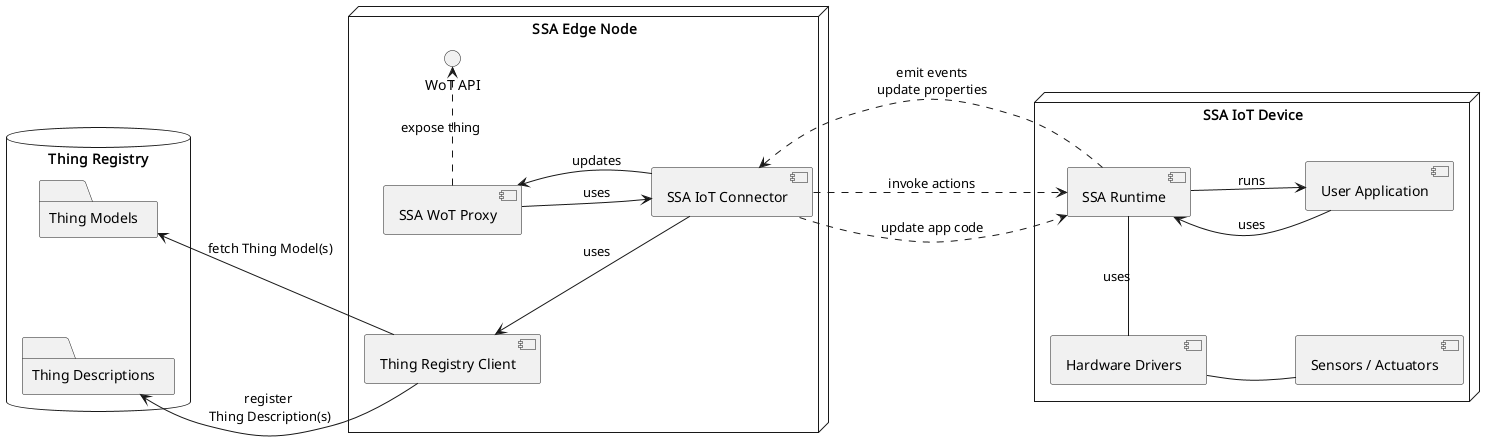 SSA Edge Node
WoT API
expose thing
updates
uses
SSA WoT Proxy
SSA IoT Connector
uses
Thing Registry Client
Thing Registry
Thing Models
Thing Descriptions
fetch Thing Model(s)
register
Thing Description(s)
emit events
update properties
invoke actions
update app code
SSA IoT Device
SSA Runtime
runs
User Application
uses
uses
Hardware Drivers
Sensors / Actuators